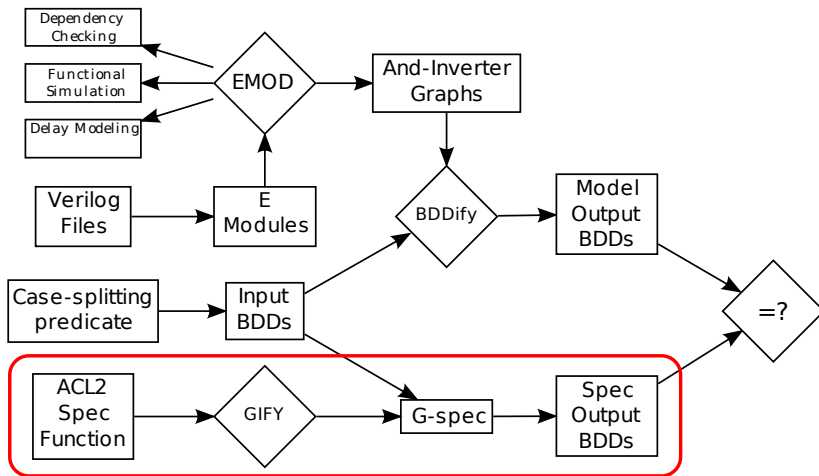 Dependency
Checking
Functional
Simulation
Delay Modeling
EMOD
And-Inverter
Graphs
Verilog
Files
E
Modules
BDDify
Model
Output
BDDs
Case-splitting
predicate
Input
BDDs
=?
ACL2
Spec
Function
GIFY
G-spec
Spec
Output
BDDs